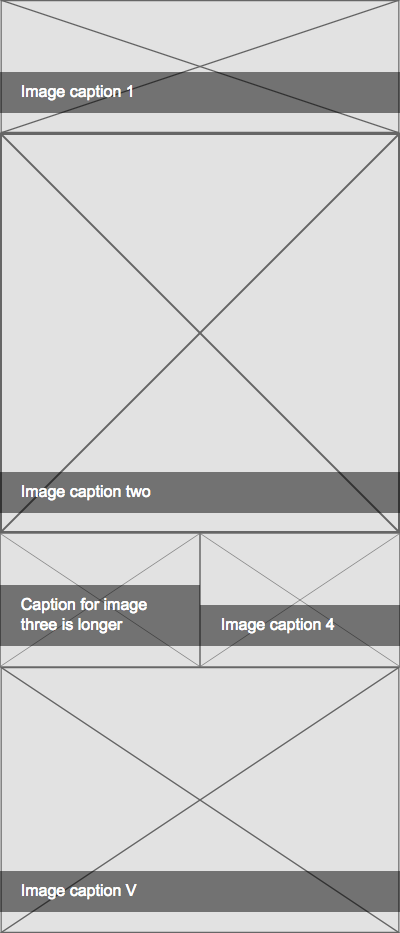 Image caption 1
Image caption two
Caption for image
three is longer
Image caption 4
Image caption V